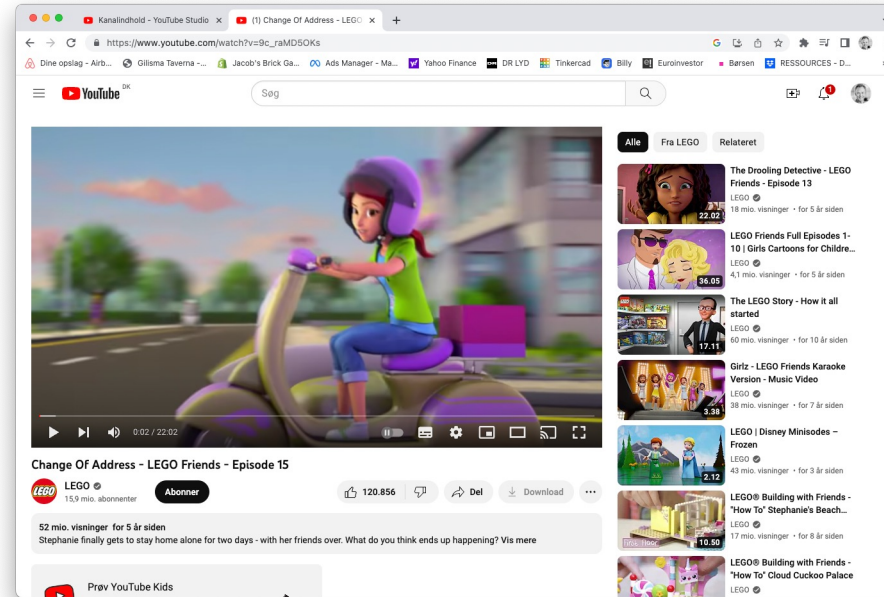 Kanalindhold - YouTube Studio
(1) Change Of Address - LEGO
https://www.youtube.com/watch?v=9c_raMD5OKs
Dine opslag - Airb...
Gilisma Taverna -...
Jacob's Brick Ga...
Ads Manager - Ma...
Yahoo Finance
DR LYD
Tinkercad
Billy
Euroinvestor
Børsen
RESSOURCES - D...
YouTube DK
Søg
1
Alle
Fra LEGO
Relateret
The Drooling Detective - LEGO
Friends - Episode 13
LEGO
18 mio. visninger • for 5 år siden
22.02
LEGO Friends Full Episodes 1-
10 | Girls Cartoons for Childre...
LEGO
4,1 mio. visninger • for 5 år siden
36.05
The LEGO Story - How it all
started
LEGO
60 mio. visninger • for 10 år siden
17.11
Girlz - LEGO Friends Karaoke
Version - Music Video
LEGO
38 mio. visninger • for 7 år siden
3.38
LEGO | Disney Minisodes –
Frozen
LEGO
43 mio. visninger • for 3 år siden
2.12
LEGO® Building with Friends -
"How To" Stephanie's Beach...
LEGO
17 mio. visninger • for 8 år siden
10.50
LEGO® Building with Friends -
"How To" Cloud Cuckoo Palace
LEGO
0:02 / 22:02
Change Of Address - LEGO Friends - Episode 15
LEGO
LEGO
15,9 mio. abonnenter
Abonner
120.856
Del
Download
52 mio. visninger for 5 år siden
Stephanie finally gets to stay home alone for two days - with her friends over. What do you think ends up happening? Vis mere
Prøv YouTube Kids